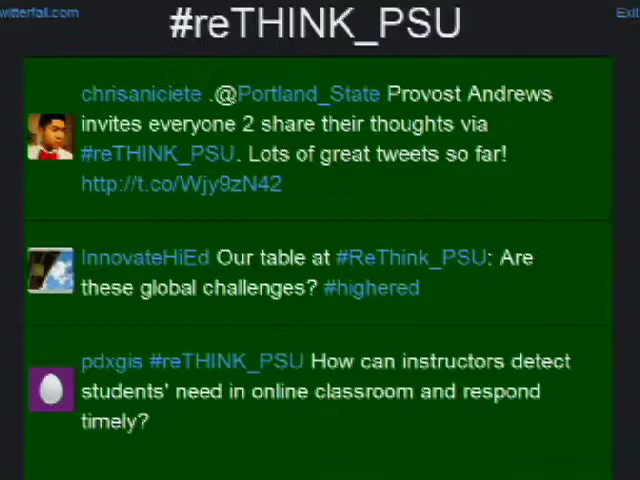 witterfall.com
#reTHINK_PSU
Exit
chrisaniciete .@Portland_State Provost Andrews
invites everyone 2 share their thoughts via
#reTHINK_PSU. Lots of great tweets so far!
http://t.co/Wjy9zN42
InnovateHiEd Our table at #ReThink_PSU: Are
these global challenges? #highered
pdxgis #reTHINK_PSU How can instructors detect
students' need in online classroom and respond
timely?